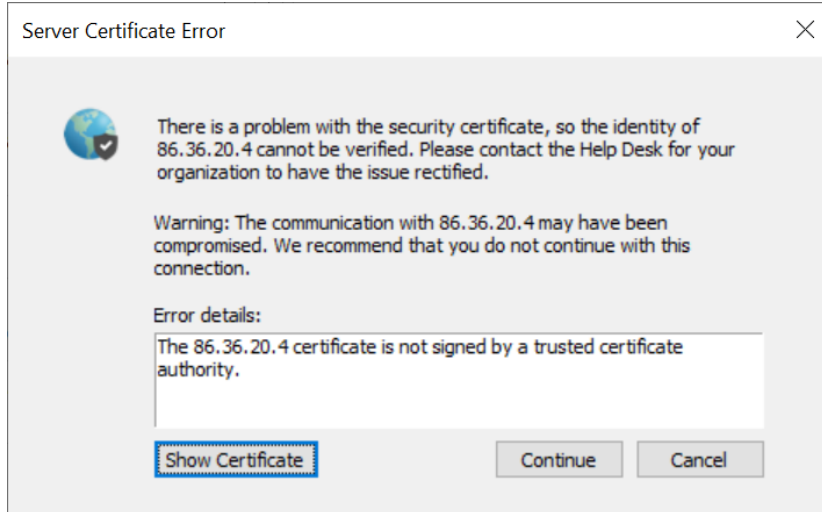 Server Certificate Error
There is a problem with the security certificate, so the identity of
86.36.20.4 cannot be verified. Please contact the Help Desk for your
organization to have the issue rectified.
Warning: The communication with 86.36.20.4 may have been
compromised. We recommend that you do not continue with this
connection.
Error details:
The 86.36.20.4 certificate is not signed by a trusted certificate
authority.
Show Certificate
Continue
Cancel